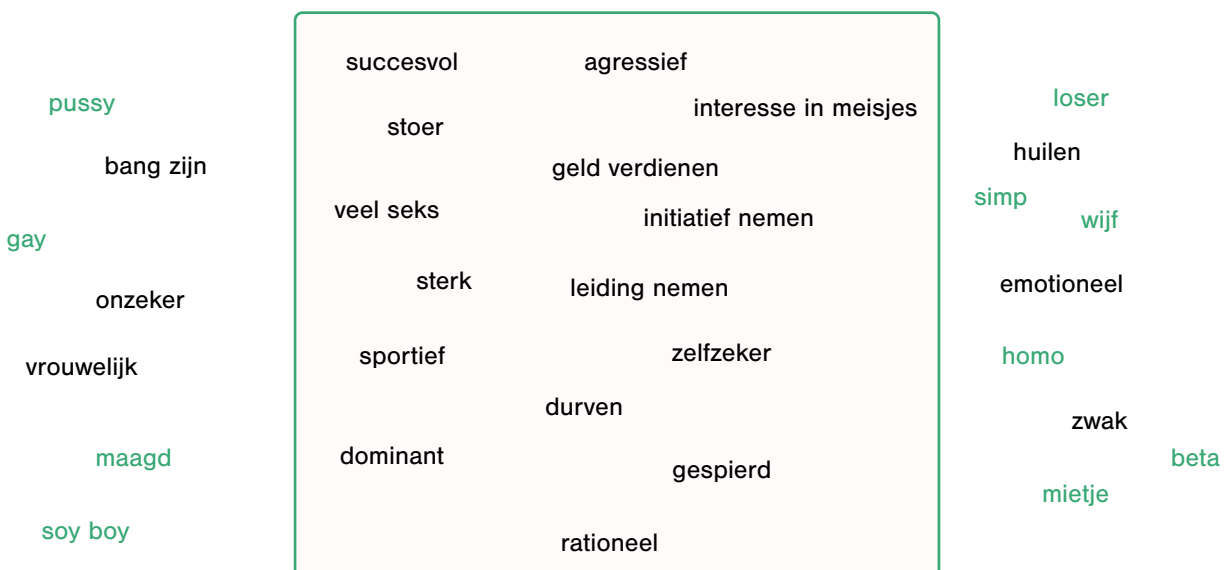 succesvol
agressief
pussy
loser
interesse in meisjes
stoer
huilen
bang zijn
geld verdienen
simp
veel seks
initiatief nemen
wijf
gay
sterk
leiding nemen
emotioneel
onzeker
sportief
zelfzeker
homo
vrouwelijk
durven
zwak
maagd
dominant
gespierd
beta
mietje
soy boy
rationeel